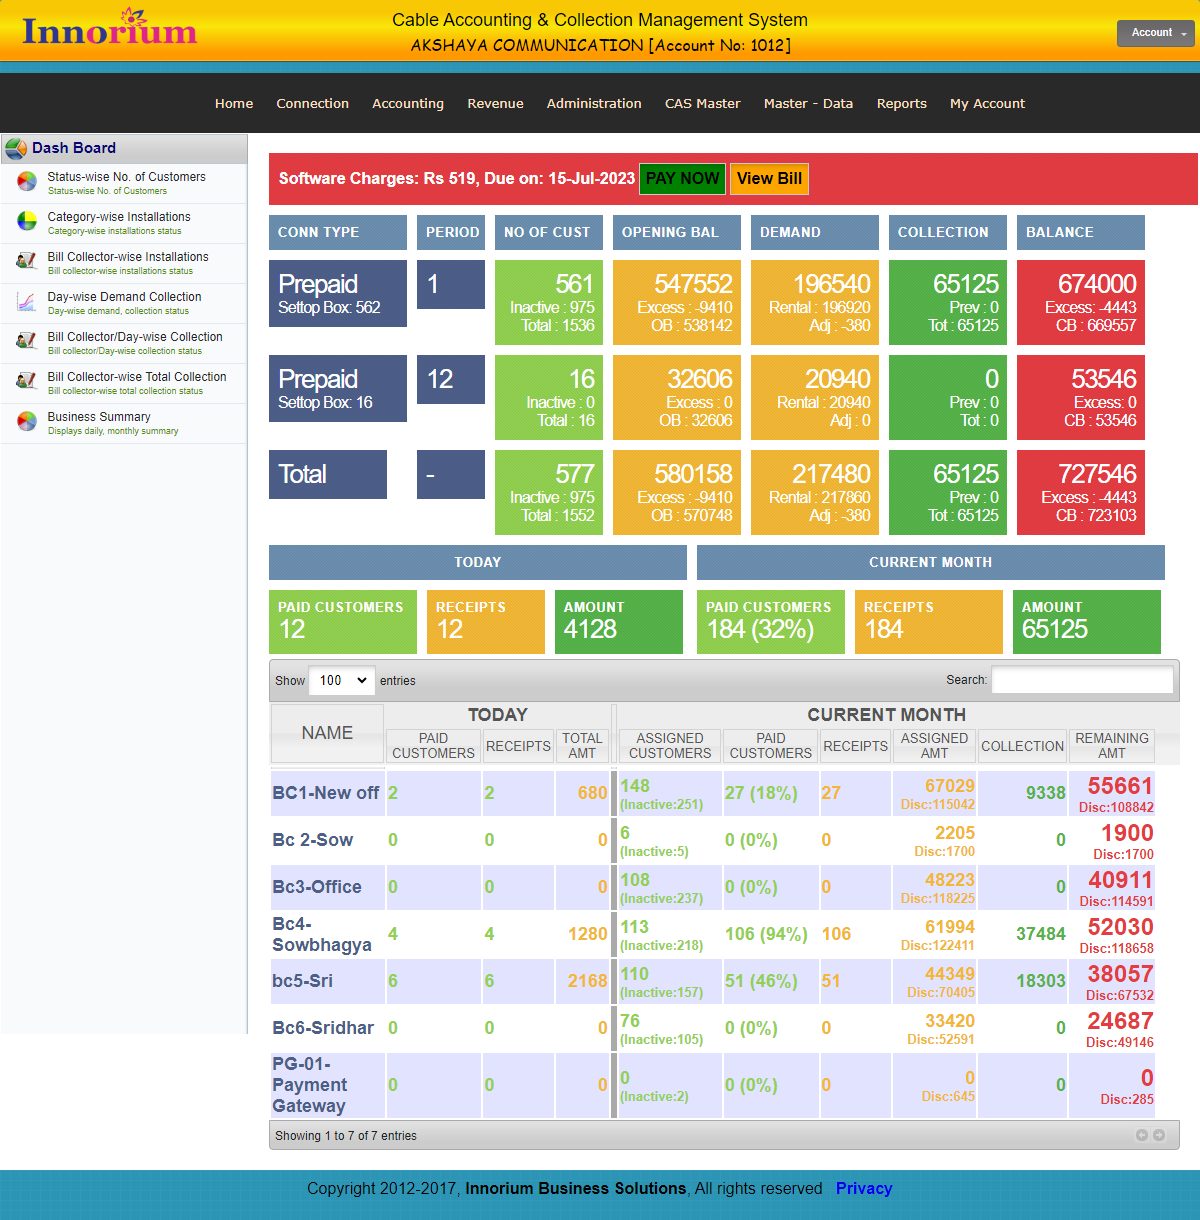 Innorium
Cable Accounting & Collection Management System
AKSHAYA COMMUNICATION [Account No: 1012]
Account
Home Connection Accounting Revenue Administration CAS Master Master - Data Reports My Account
Dash Board
Status-wise No. of Customers
Status-wise No. of Customers
Category-wise Installations
Category-wise installations status
Bill Collector-wise Installations
Bill collector-wise installations status
Day-wise Demand Collection
Day-wise demand, collection status
Bill Collector/Day-wise Collection
Bill collector/Day-wise collection status
Bill Collector-wise Total Collection
Bill collector-wise total collection status
Business Summary
Displays daily, monthly summary
Software Charges: Rs 519, Due on: 15-Jul-2023 PAY NOW View Bill
CONN TYPE PERIOD NO OF CUST OPENING BAL DEMAND COLLECTION BALANCE
Prepaid 1 561 547552 196540 65125 674000
Settop Box: 562 Inactive : 975 Excess : -9410 Rental : 196920 Prev : 0 Excess: -4443
Total : 1536 OB : 538142 Adj : -380 Tot : 65125 CB : 669557
Prepaid 12 16 32606 20940 0 53546
Settop Box: 16 Inactive : 0 Excess : 0 Rental : 20940 Prev : 0 Excess: 0
Total : 16 OB : 32606 Adj : 0 Tot : 0 CB : 53546
Total - 577 580158 217480 65125 727546
Inactive : 975 Excess : -9410 Rental : 217860 Prev : 0 Excess : -4443
Total : 1552 OB : 570748 Adj : -380 Tot : 65125 CB : 723103
TODAY CURRENT MONTH
PAID CUSTOMERS RECEIPTS AMOUNT PAID CUSTOMERS RECEIPTS AMOUNT
12 12 4128 184 (32%) 184 65125
Show 100 entries Search:
NAME TODAY CURRENT MONTH
PAID CUSTOMERS RECEIPTS TOTAL AMT ASSIGNED CUSTOMERS PAID CUSTOMERS RECEIPTS ASSIGNED AMT COLLECTION REMAINING AMT
BC1-New off 2 2 680 148 27 (18%) 27 67029 9338 55661
(Inactive:251) Disc:115042 Disc:108842
Bc 2-Sow 0 0 0 6 0 (0%) 0 2205 0 1900
(Inactive:5) Disc:1700 Disc:1700
Bc3-Office 0 0 0 108 0 (0%) 0 48223 0 40911
(Inactive:237) Disc:118225 Disc:114591
Bc4-
Sowbhagya 4 4 1280 113 106 (94%) 106 61994 37484 52030
(Inactive:218) Disc:122411 Disc:118658
bc5-Sri 6 6 2168 110 51 (46%) 51 44349 18303 38057
(Inactive:157) Disc:70405 Disc:67532
Bc6-Sridhar 0 0 0 76 0 (0%) 0 33420 0 24687
(Inactive:105) Disc:52591 Disc:49146
PG-01-
Payment
Gateway 0 0 0 0 0 (0%) 0 0 0 0
(Inactive:2) Disc:645 Disc:285
Showing 1 to 7 of 7 entries
Copyright 2012-2017, Innorium Business Solutions, All rights reserved Privacy